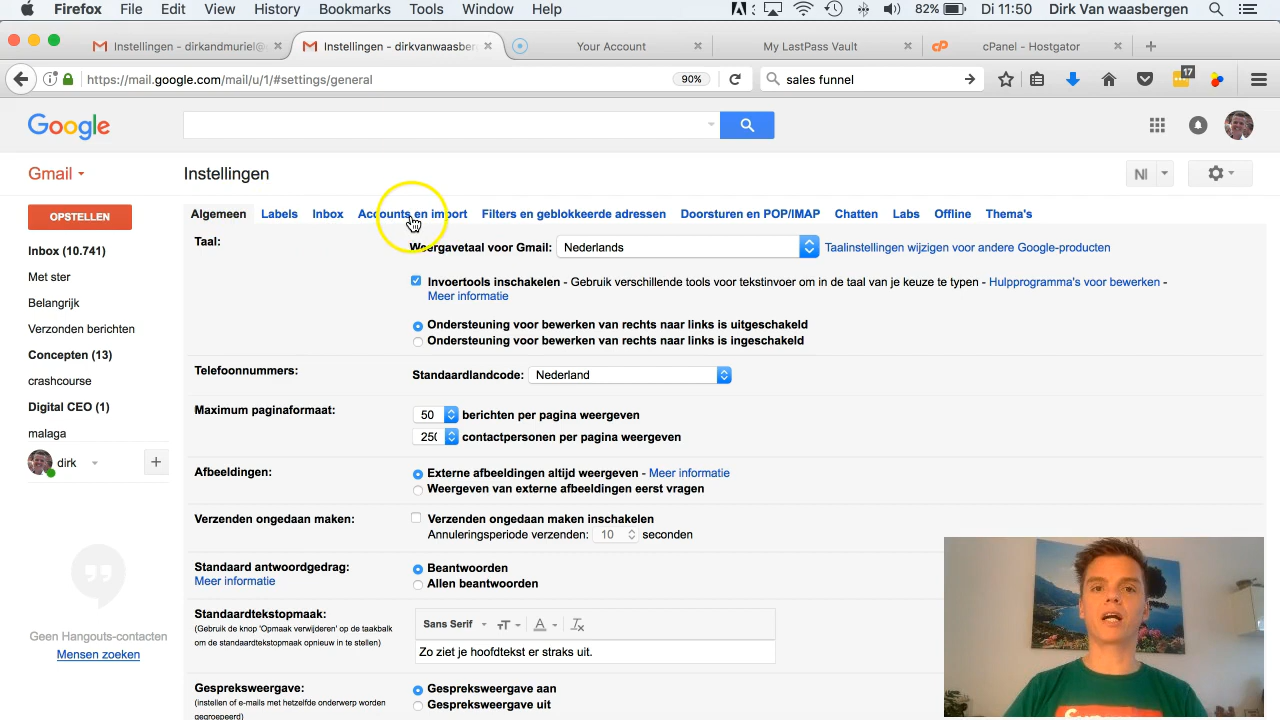 Firefox File Edit View History Bookmarks Tools Window Help 82% Di 11:50 Dirk Van waasbergen
Instellingen - dirkandmuriel@ Instellingen - dirkvanwaasber Your Account My LastPass Vault cPanel - Hostgator
https://mail.google.com/mail/u/1/#settings/general 90% sales funnel 17
Google
Gmail Instellingen Nl
OPSTELLEN
Inbox (10.741)
Met ster
Belangrijk
Verzonden berichten
Concepten (13)
crashcourse
Digital CEO (1)
malaga
dirk
Geen Hangouts-contacten
Mensen zoeken
Algemeen Labels Inbox Accounts en import Filters en geblokkeerde adressen Doorsturen en POP/IMAP Chatten Labs Offline Thema's
Taal:
Weergavetaal voor Gmail: Nederlands Taalinstellingen wijzigen voor andere Google-producten
Invoertools inschakelen - Gebruik verschillende tools voor tekstinvoer om in de taal van je keuze te typen - Hulpprogramma's voor bewerken -
Meer informatie
Ondersteuning voor bewerken van rechts naar links is uitgeschakeld
Ondersteuning voor bewerken van rechts naar links is ingeschakeld
Telefoonnummers: Standaardlandcode: Nederland
Maximum paginaformaat: 50 berichten per pagina weergeven
250 contactpersonen per pagina weergeven
Afbeeldingen: Externe afbeeldingen altijd weergeven - Meer informatie
Weergeven van externe afbeeldingen eerst vragen
Verzenden ongedaan maken: Verzenden ongedaan maken inschakelen
Annuleringsperiode verzenden: 10 seconden
Standaard antwoordgedrag: Beantwoorden
Meer informatie Allen beantwoorden
Standaardtekstopmaak: Sans Serif
(Gebruik de knop 'Opmaak verwijderen' op de taakbalk
om de standaardtekstopmaak opnieuw in te stellen) Zo ziet je hoofdtekst er straks uit.
Gespreksweergave: Gespreksweergave aan
(instellen of e-mails met hetzelfde onderwerp worden Gespreksweergave uit
gegroepeerd)